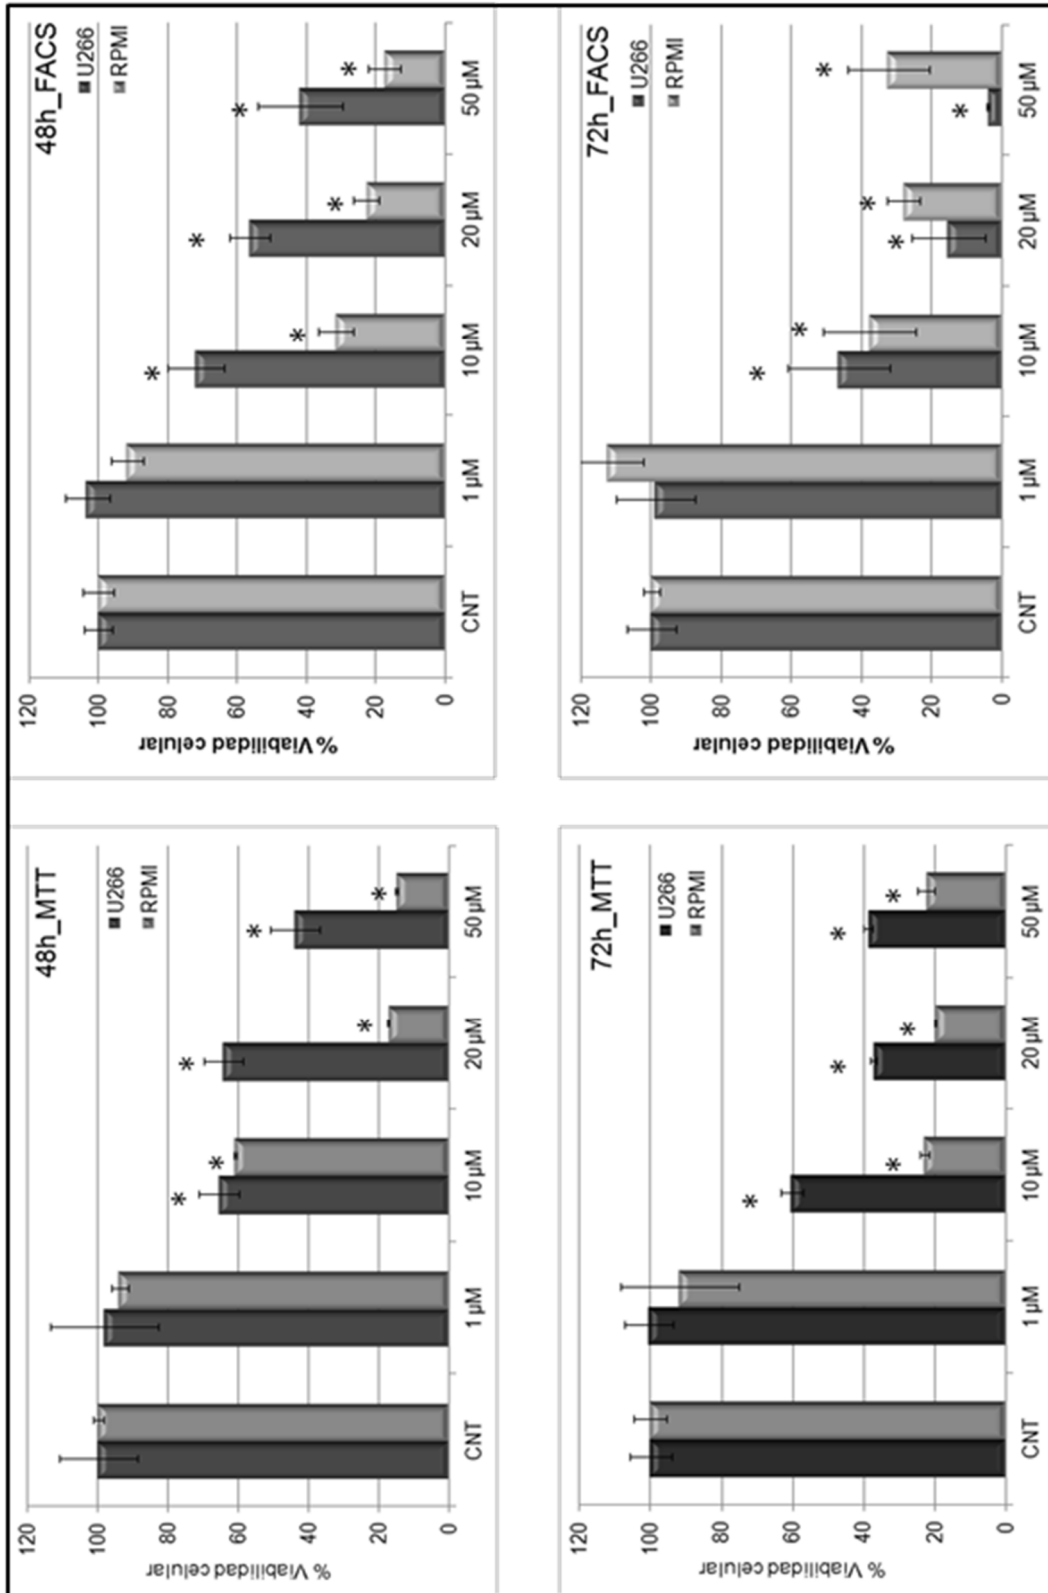 48h_MTT
U266
RPMI
% Viabilidad celular
120
100
80
60
40
20
0
CNT
1 µM
10 µM
20 µM
50 µM
*
*
*
*
*
*
48h_FACS
U266
RPMI
% Viabilidad celular
120
100
80
60
40
20
0
CNT
1 µM
10 µM
20 µM
50 µM
*
*
*
*
*
*
72h_MTT
U266
RPMI
% Viabilidad celular
120
100
80
60
40
20
0
CNT
1 µM
10 µM
20 µM
50 µM
*
*
*
*
*
*
72h_FACS
U266
RPMI
% Viabilidad celular
120
100
80
60
40
20
0
CNT
1 µM
10 µM
20 µM
50 µM
*
*
*
*
*
*